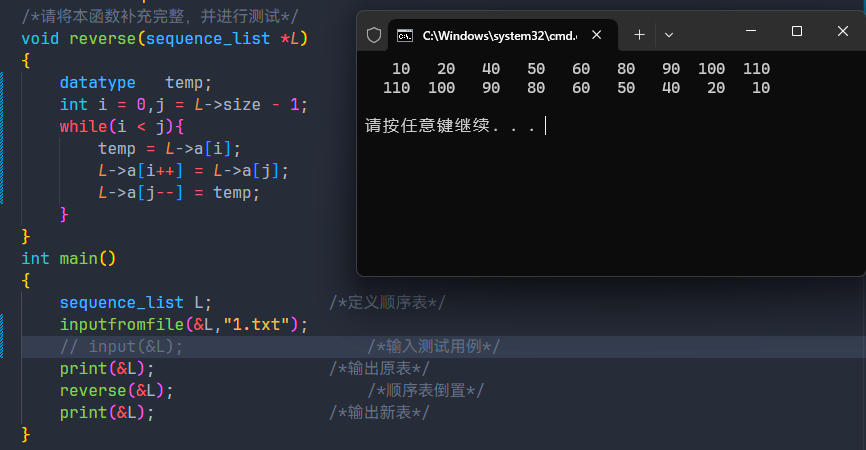 /*请将本函数补充完整，并进行测试*/
void reverse(sequence_list *L)
{
    datatype   temp;
    int i = 0,j = L->size - 1;
    while(i < j){
        temp = L->a[i];
        L->a[i++] = L->a[j];
        L->a[j--] = temp;
    }
}
int main()
{
    sequence_list L;            /*定义顺序表*/
    inputfromfile(&L,"1.txt");
    // input(&L);                   /*输入测试用例*/
    print(&L);                  /*输出原表*/
    reverse(&L);                    /*顺序表倒置*/
    print(&L);                  /*输出新表*/
}
C:\Windows\system32\cmd.
   10   20   40   50   60   80   90  100  110
  110  100   90   80   60   50   40   20   10
请按任意键继续. . .